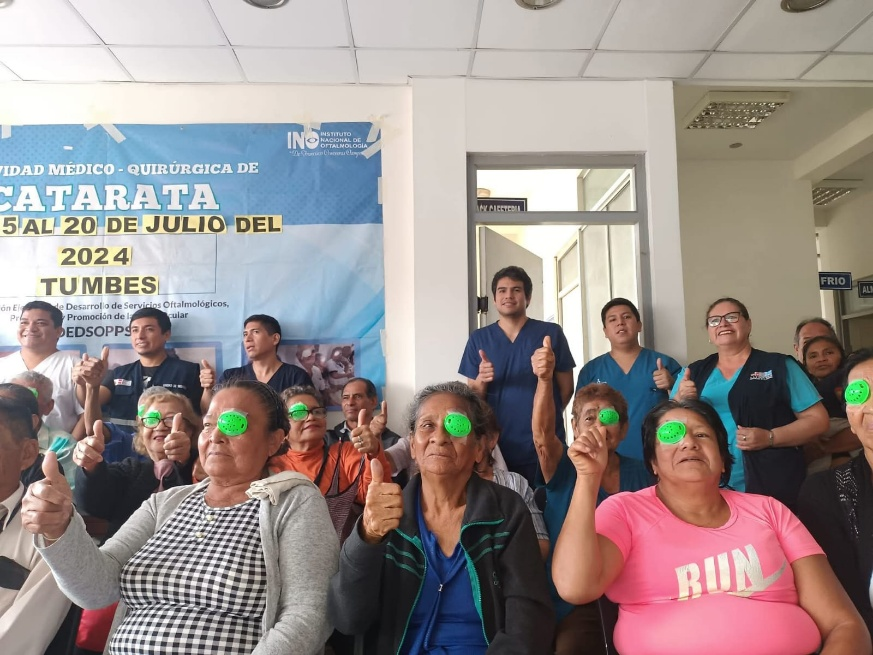 INO INSTITUTO
NACIONAL DE
OFTALMOLOGÍA
VIDAD MÉDICO - QUIRÚRGICA DE
CATARATA
5 AL 20 DE JULIO DEL
2024
TUMBES
de Desarrollo de Servicios Oftalmológicos,
y Promoción de la
cular
DEDSOPPS
CAFETERIA
FRIO
RUN